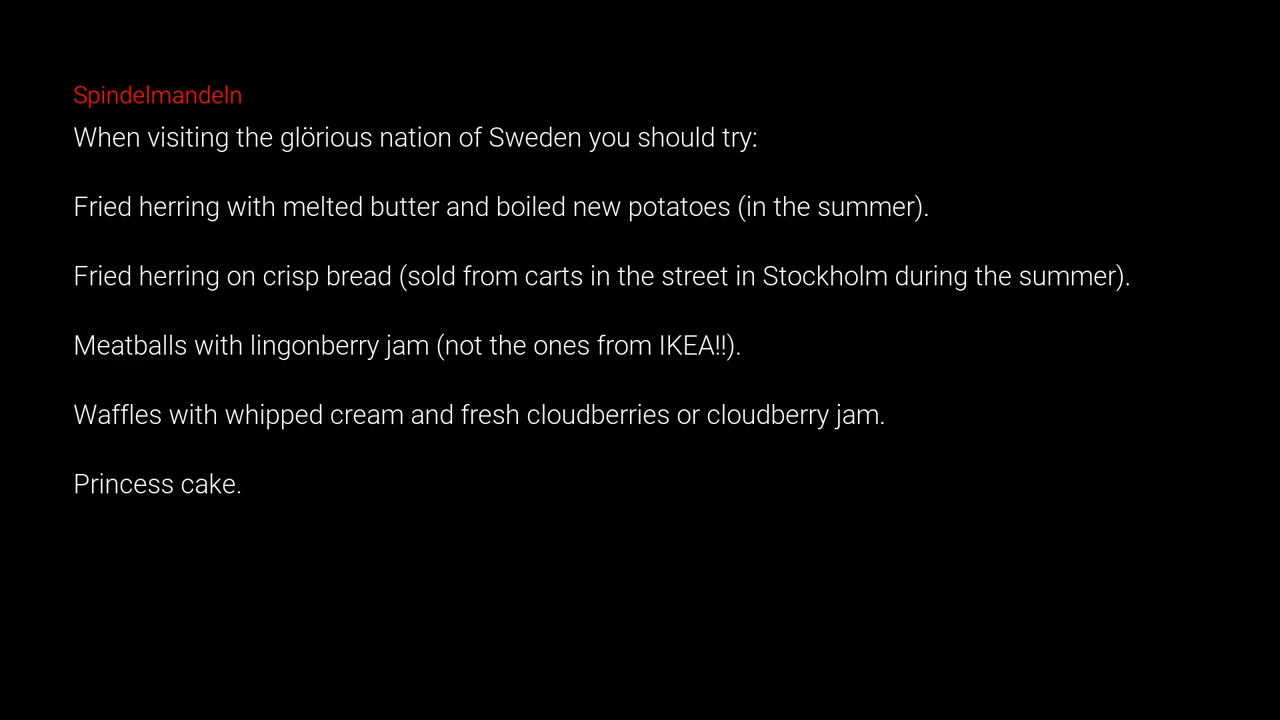 Spindelmandeln
When visiting the glörious nation of Sweden you should try:
Fried herring with melted butter and boiled new potatoes (in the summer).
Fried herring on crisp bread (sold from carts in the street in Stockholm during the summer).
Meatballs with lingonberry jam (not the ones from IKEA!!).
Waffles with whipped cream and fresh cloudberries or cloudberry jam.
Princess cake.